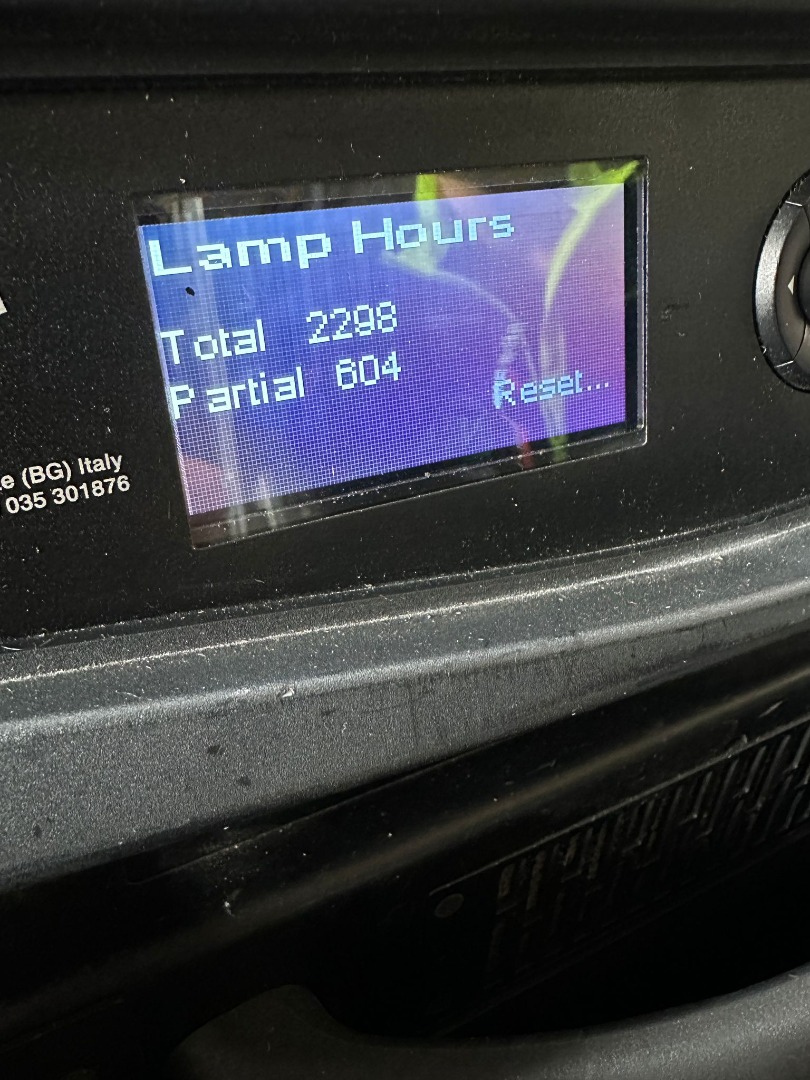 Lamp Hours
Total 2298
Partial 604
Reset...
(BG) Italy
035 301876